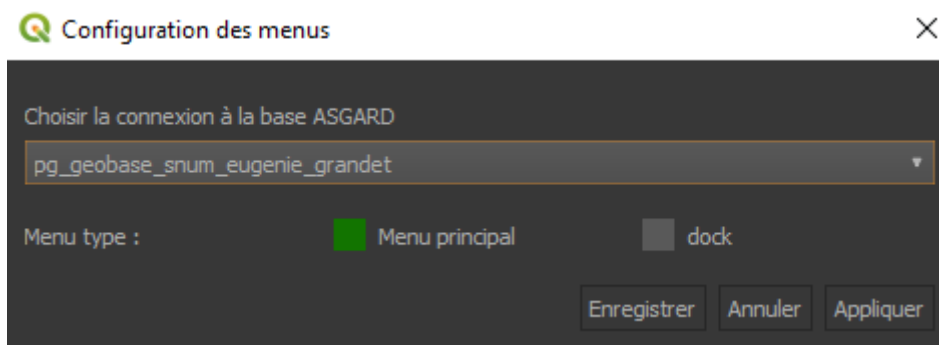 Configuration des menus
Choisir la connexion à la base ASGARD
pg_geobase_snum_eugenie_grandet
Menu type : Menu principal dock
Enregistrer Annuler Appliquer